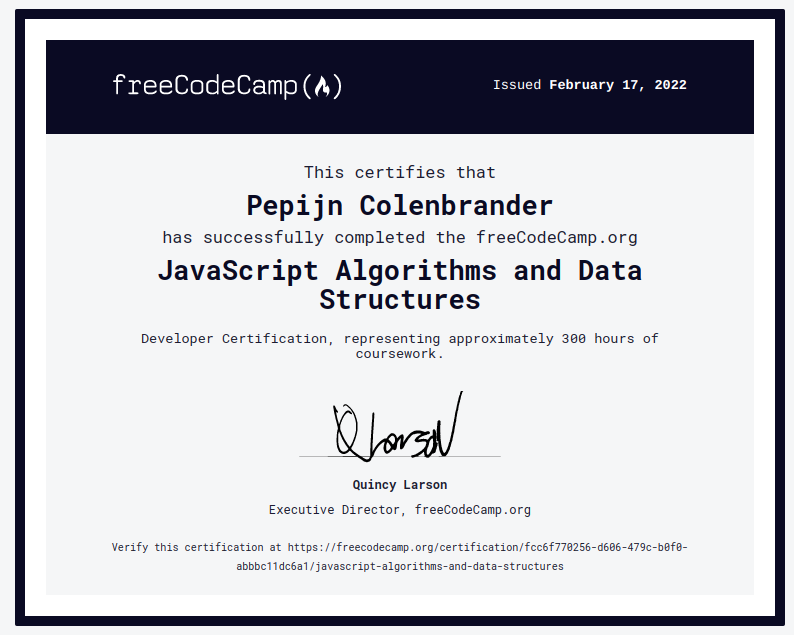 freeCodeCamp
Issued February 17, 2022
This certifies that
Pepijn Colenbrander
has successfully completed the freeCodeCamp.org
JavaScript Algorithms and Data
Structures
Developer Certification, representing approximately 300 hours of
coursework.
Q Larson
Quincy Larson
Executive Director, freeCodeCamp.org
Verify this certification at https://freecodecamp.org/certification/fcc6f770256-d606-479c-b0f0-
abbbc11dc6a1/javascript-algorithms-and-data-structures